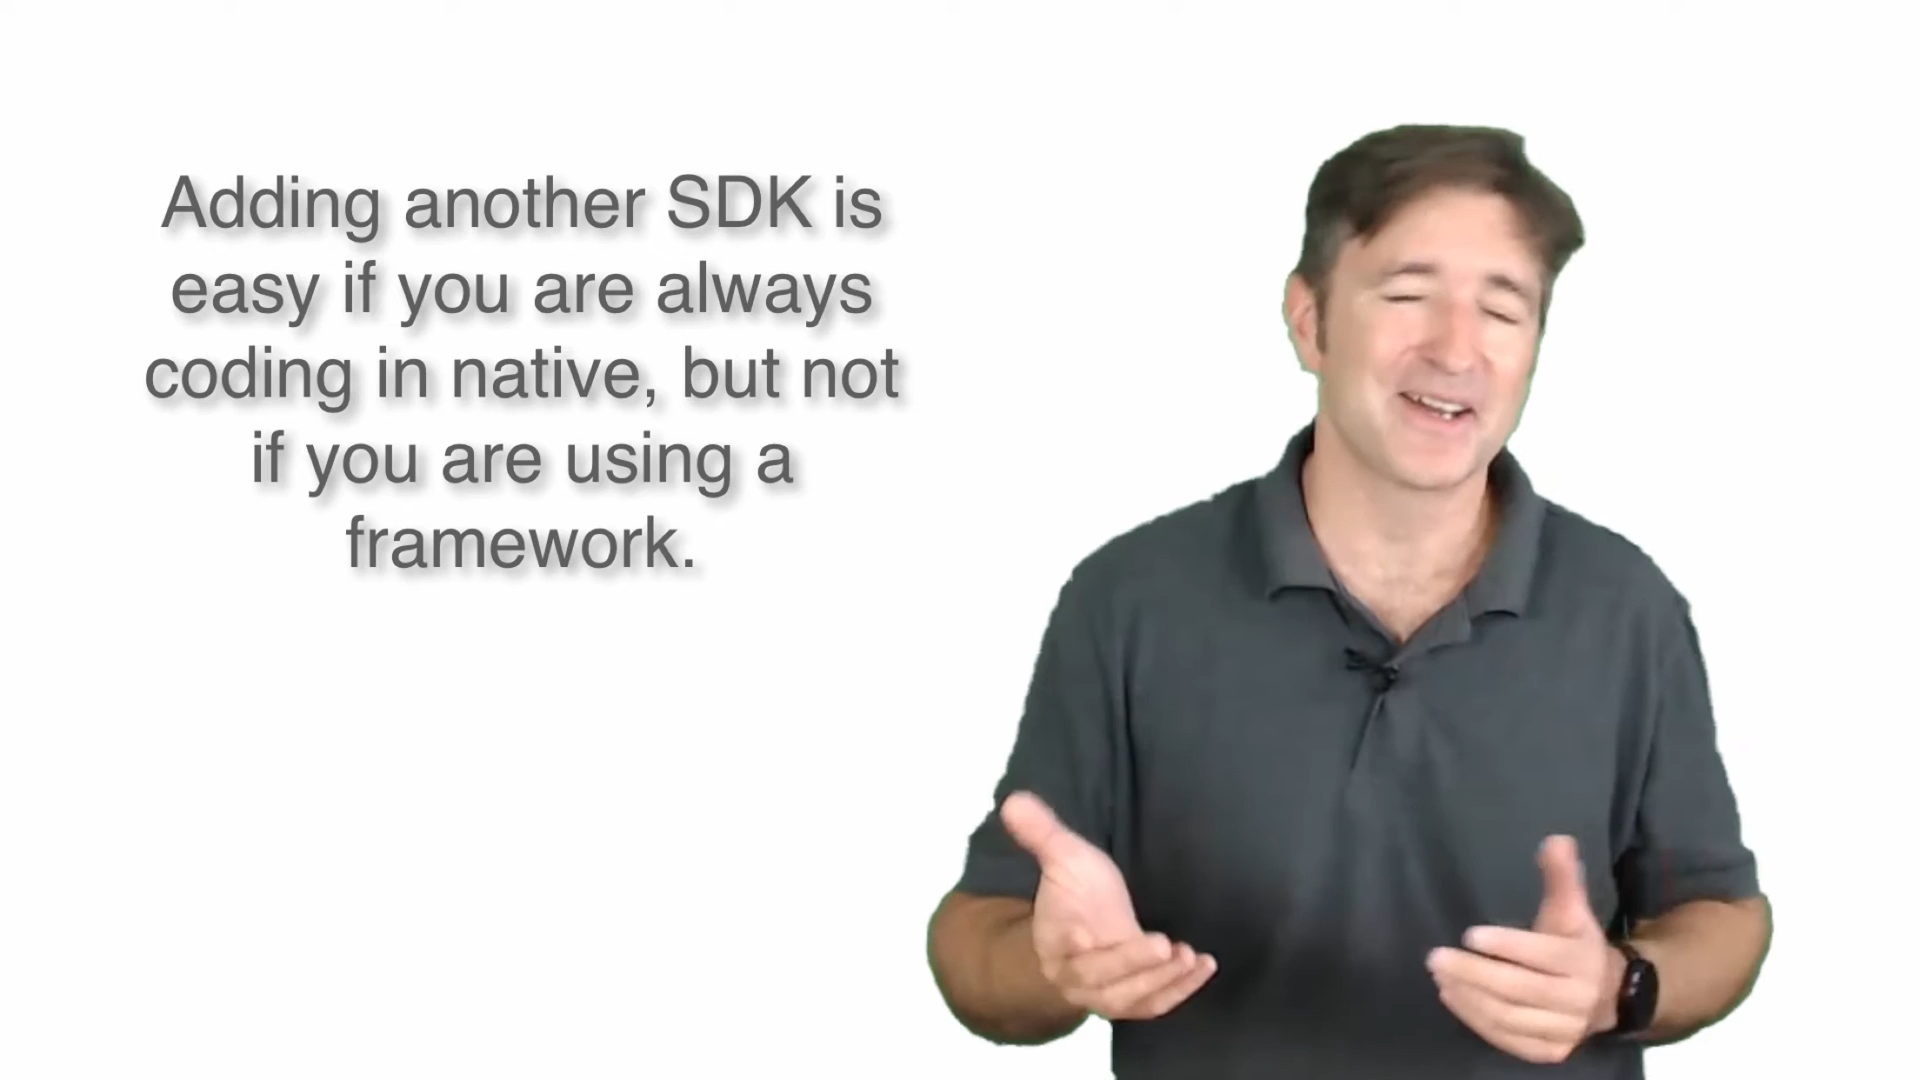 Adding another SDK is
easy if you are always
coding in native, but not
if you are using a
framework.